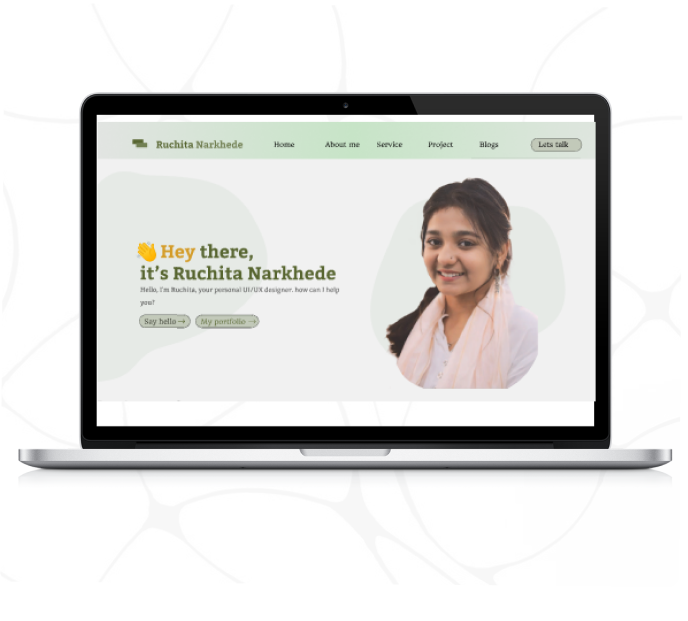 Ruchita Narkhede Home About me Service Project Blogs Lets talk
👋 Hey there,
it's Ruchita Narkhede
Hello, I'm Ruchita, your personal UI/UX designer. how can I help
you?
Say hello → My portfolio →